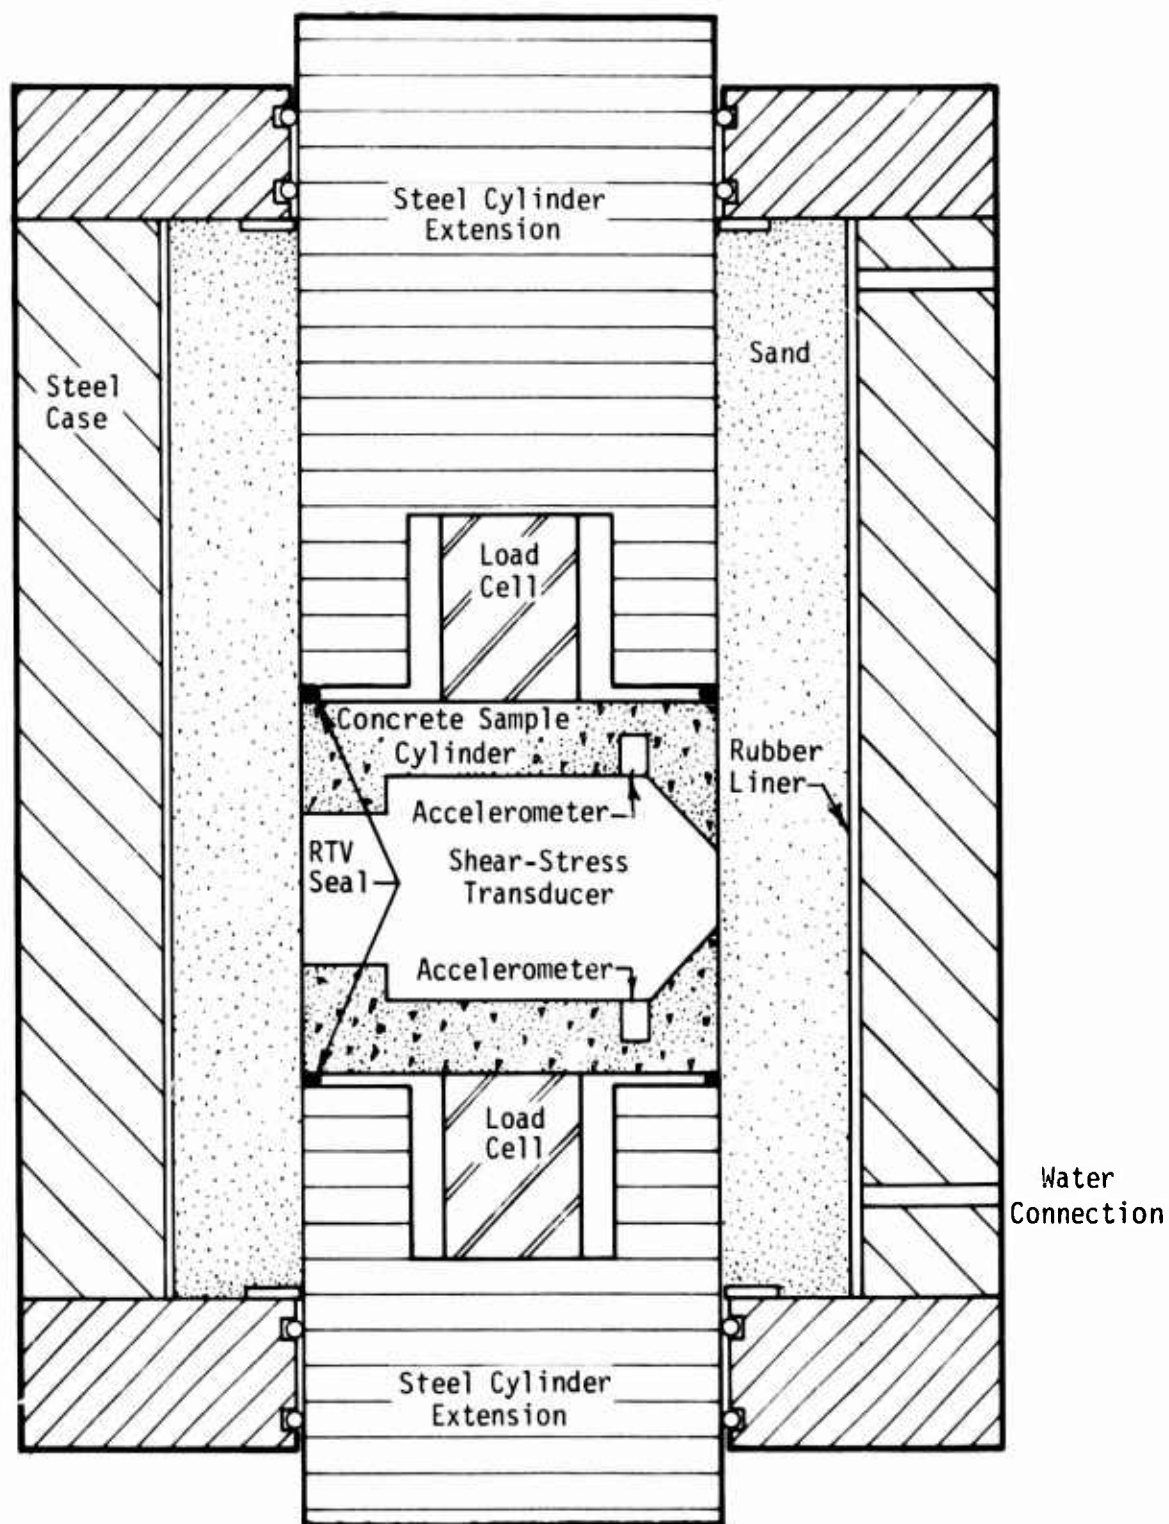 Steel Cylinder
Extension
Sand
Steel
Case
Load
Cell
Concrete Sample
Cylinder
Rubber
Liner
Accelerometer
RTV
Seal
Shear-Stress
Transducer
Accelerometer
Load
Cell
Water
Connection
Steel Cylinder
Extension